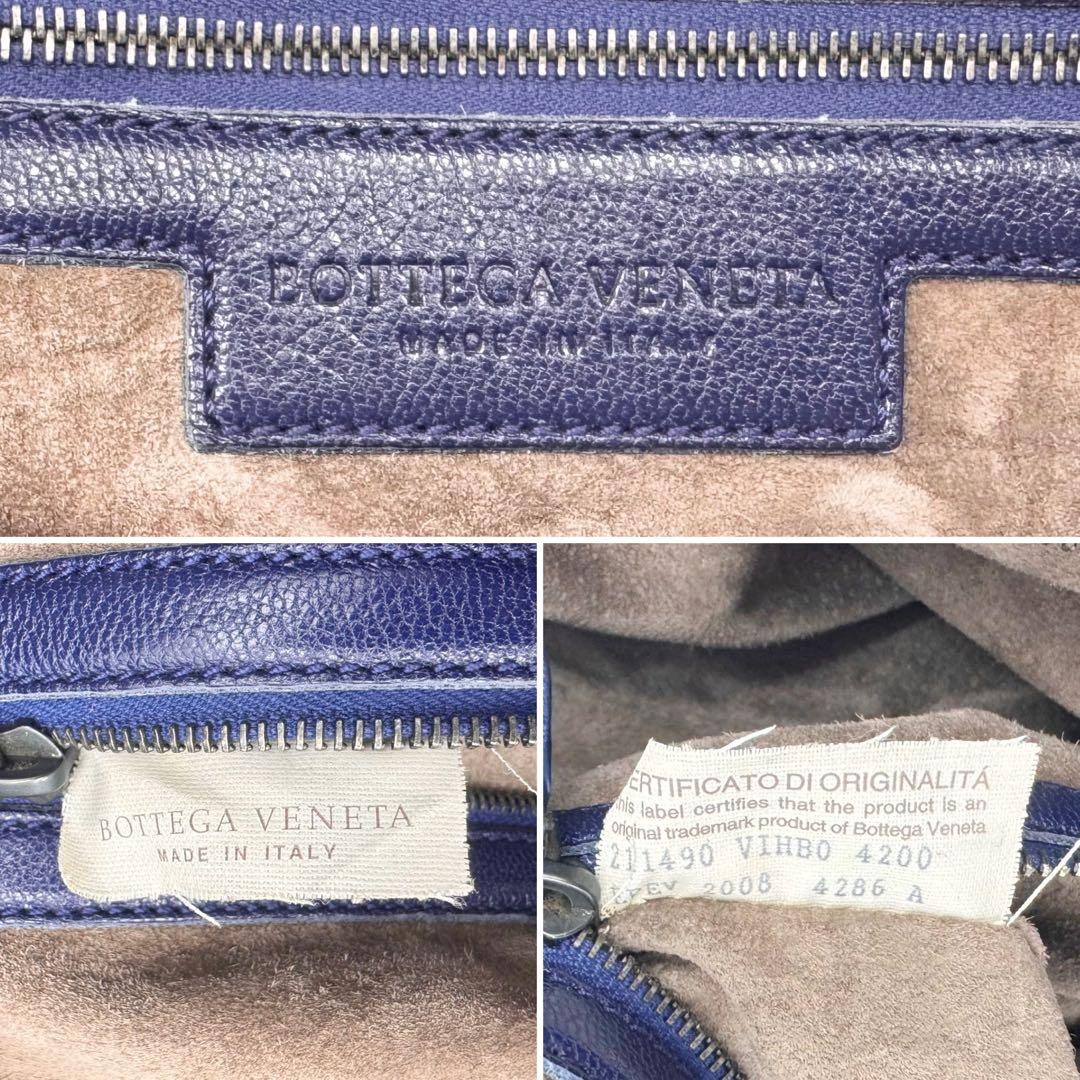 BOTTEGA VENETA
MADE IN ITALY
BOTTEGA VENETA
MADE IN ITALY
ERTIFICATO DI ORIGINALITÁ
his label certifies that the product is an
original trademark product of Bottega Veneta
211490 VIHB0 4200
2008 4286 A